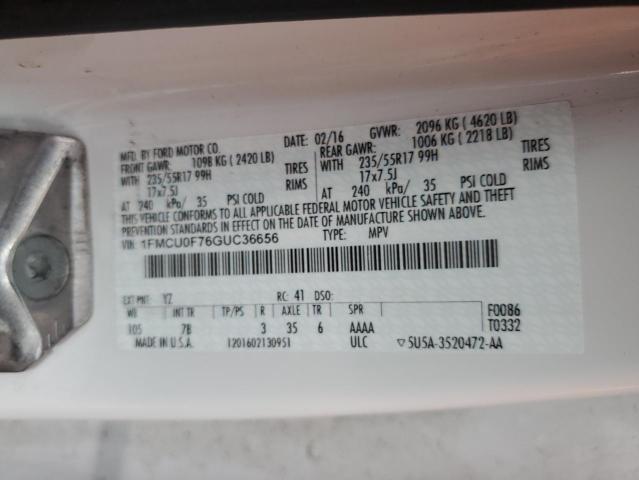 MFD. BY FORD MOTOR CO.
DATE: 02/16 GVWR: 2096 KG ( 4620 LB)
FRONT GAWR: 1098 KG ( 2420 LB)
REAR GAWR: 1006 KG ( 2218 LB)
WITH 235/55R17 99H TIRES
WITH 235/55R17 99H TIRES
17x7.5J RIMS
17x7.5J RIMS
AT 240 kPa/ 35 PSI COLD
AT 240 kPa/ 35 PSI COLD
THIS VEHICLE CONFORMS TO ALL APPLICABLE FEDERAL MOTOR VEHICLE SAFETY AND THEFT
PREVENTION STANDARDS IN EFFECT ON THE DATE OF MANUFACTURE SHOWN ABOVE.
VIN: 1FMCU0F76GUC36656 TYPE: MPV
EXT PNT: YZ RC: 41 DSO:
WB INT TR TP/PS R AXLE TR SPR
105 7B 3 35 6 AAAA
F0086
T0332
MADE IN U.S.A. 1201602130951 ULC ▽5U5A-3520472-AA